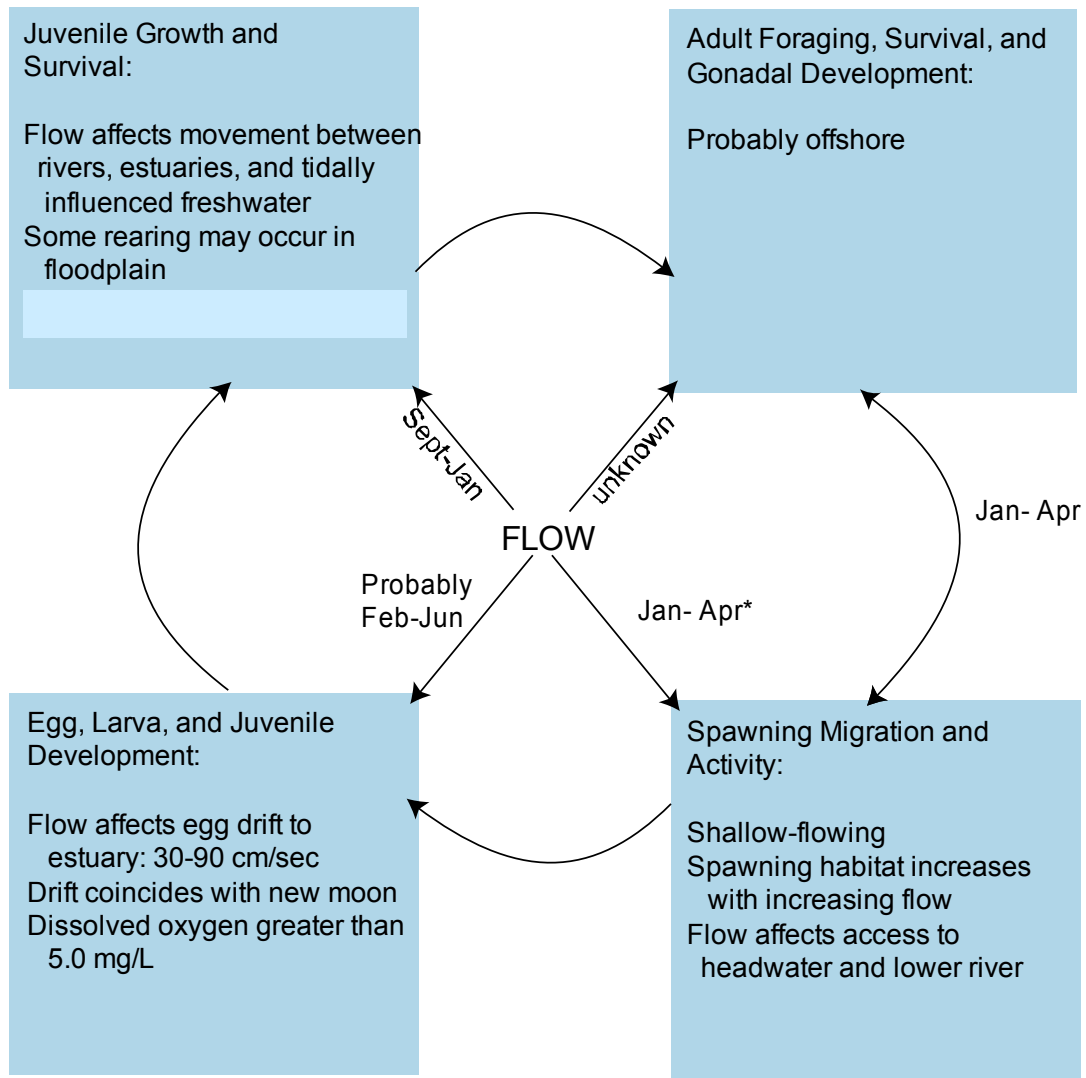 Juvenile Growth and
Survival:
Flow affects movement between
rivers, estuaries, and tidally
influenced freshwater
Some rearing may occur in
floodplain
Adult Foraging, Survival, and
Gonadal Development:
Probably offshore
Sept-Jan
unknown
FLOW
Jan- Apr
Probably
Feb-Jun
Jan- Apr*
Egg, Larva, and Juvenile
Development:
Flow affects egg drift to
estuary: 30-90 cm/sec
Drift coincides with new moon
Dissolved oxygen greater than
5.0 mg/L
Spawning Migration and
Activity:
Shallow-flowing
Spawning habitat increases
with increasing flow
Flow affects access to
headwater and lower river